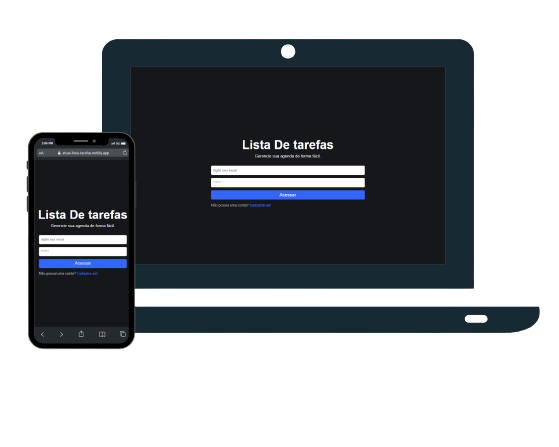 Lista De tarefas
Gerencie sua agenda de forma fácil.
digite seu email
Acessar
Não possui uma conta? Cadastre-se!
Lista De tarefas
Gerencie sua agenda de forma fácil.
digite seu email
Acessar
Não possui uma conta? Cadastre-se!